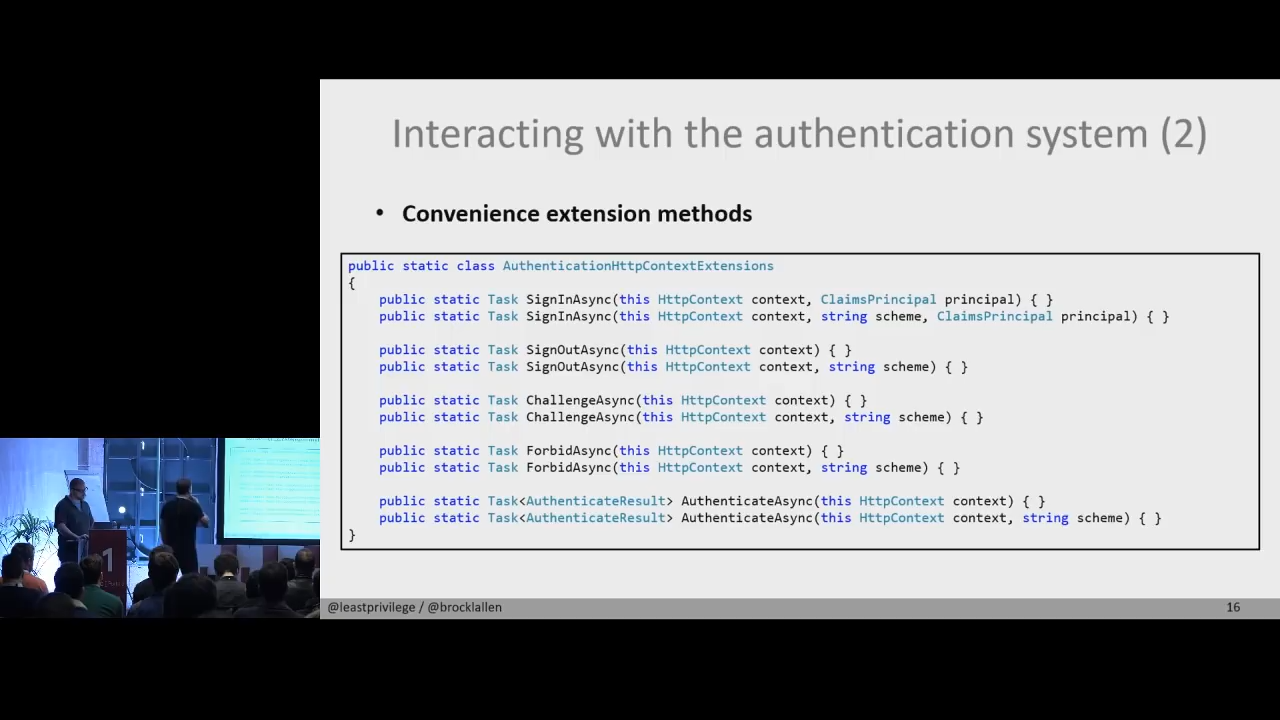 Interacting with the authentication system (2)
• Convenience extension methods
public static class AuthenticationHttpContextExtensions
{
public static Task SignInAsync(this HttpContext context, ClaimsPrincipal principal) { }
public static Task SignInAsync(this HttpContext context, string scheme, ClaimsPrincipal principal) { }
public static Task SignOutAsync(this HttpContext context) { }
public static Task SignOutAsync(this HttpContext context, string scheme) { }
public static Task ChallengeAsync(this HttpContext context) { }
public static Task ChallengeAsync(this HttpContext context, string scheme) { }
public static Task ForbidAsync(this HttpContext context) { }
public static Task ForbidAsync(this HttpContext context, string scheme) { }
public static Task<AuthenticateResult> AuthenticateAsync(this HttpContext context) { }
public static Task<AuthenticateResult> AuthenticateAsync(this HttpContext context, string scheme) { }
}
@leastprivilege / @brocklallen
16
1